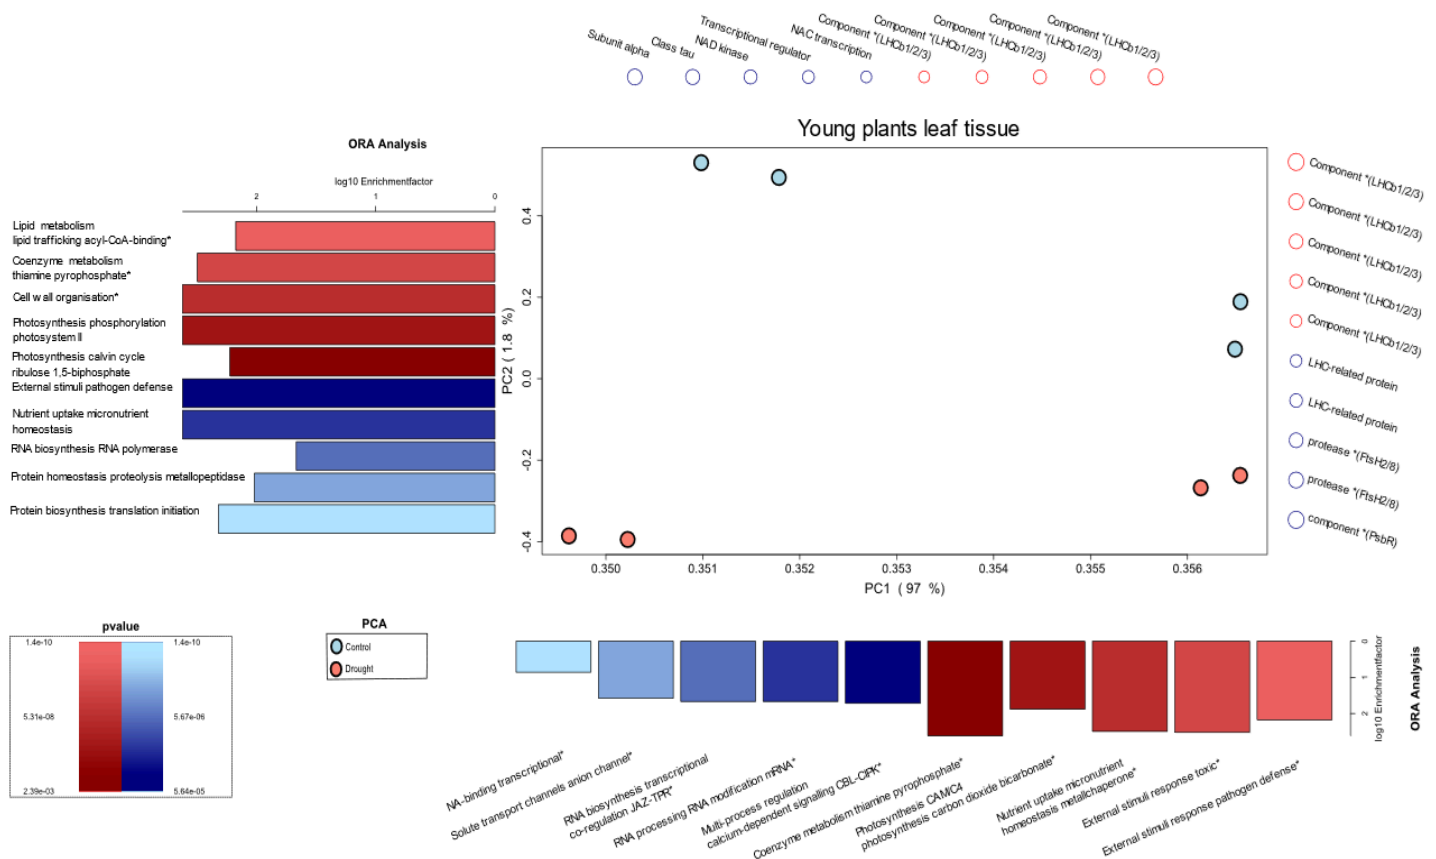 Subunit alpha
Class tau
NAD kinase
Transcriptional regulator
NAC transcription
Component *(LHCb1/2/3)
Component *(LHCb1/2/3)
Component *(LHCb1/2/3)
Component *(LHCb1/2/3)
Component *(LHCb1/2/3)
Young plants leaf tissue
ORA Analysis
log10 Enrichmentfactor
2 1 0
Lipid metabolism
lipid trafficking acyl-CoA-binding*
Coenzyme metabolism
thiamine pyrophosphate*
Cell wall organisation*
Photosynthesis phosphorylation
photosystem II
Photosynthesis calvin cycle
ribulose 1,5-biphosphate
External stimuli pathogen defense
Nutrient uptake micronutrient
homeostasis
RNA biosynthesis RNA polymerase
Protein homeostasis proteolysis metallopeptidase
Protein biosynthesis translation initiation
PC2 ( 1.8 %)
0.4
0.2
0.0
-0.2
-0.4
0.350 0.351 0.352 0.353 0.354 0.355 0.356
PC1 ( 97 %)
Component *(LHCb1/2/3)
Component *(LHCb1/2/3)
Component *(LHCb1/2/3)
Component *(LHCb1/2/3)
Component *(LHCb1/2/3)
LHC-related protein
LHC-related protein
protease *(FtsH2/8)
protease *(FtsH2/8)
component *(PsbR)
pvalue
1.4e-10 1.4e-10
5.31e-08 5.67e-06
2.39e-03 5.64e-05
PCA
Control
Drought
0
1
2
log10 Enrichmentfactor
ORA Analysis
NA-binding transcriptional*
Solute transport channels anion channel*
RNA biosynthesis transcriptional
co-regulation JAZ-TPR*
RNA processing RNA modification mRNA*
Multi-process regulation
calcium-dependent signalling CBL-CIPK*
Coenzyme metabolism thiamine pyrophosphate*
Photosynthesis CAM/C4
photosynthesis carbon dioxide bicarbonate*
Nutrient uptake micronutrient
homeostasis metallchaperone*
External stimuli response toxic*
External stimuli response pathogen defense*